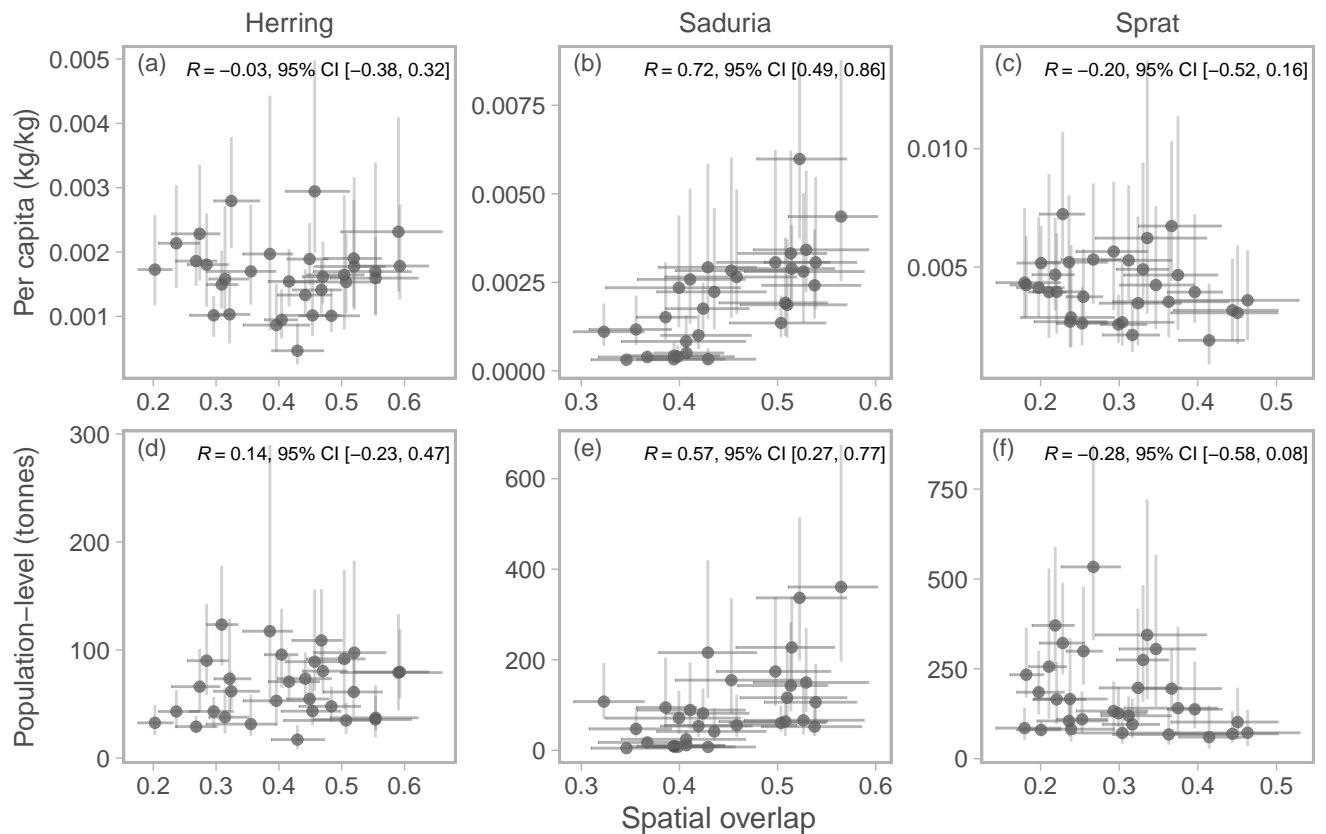 Herring Saduria Sprat
(a) R = −0.03, 95% CI [−0.38, 0.32]
(b) R = 0.72, 95% CI [0.49, 0.86]
(c) R = −0.20, 95% CI [−0.52, 0.16]
Per capita (kg/kg)
0.005
0.004
0.003
0.002
0.001
0.0075
0.0050
0.0025
0.0000
0.010
0.005
0.2 0.3 0.4 0.5 0.6
0.3 0.4 0.5 0.6
0.2 0.3 0.4 0.5
(d) R = 0.14, 95% CI [−0.23, 0.47]
(e) R = 0.57, 95% CI [0.27, 0.77]
(f) R = −0.28, 95% CI [−0.58, 0.08]
Population−level (tonnes)
300
200
100
0
600
400
200
0
750
500
250
0
0.2 0.3 0.4 0.5 0.6
0.3 0.4 0.5 0.6
0.2 0.3 0.4 0.5
Spatial overlap